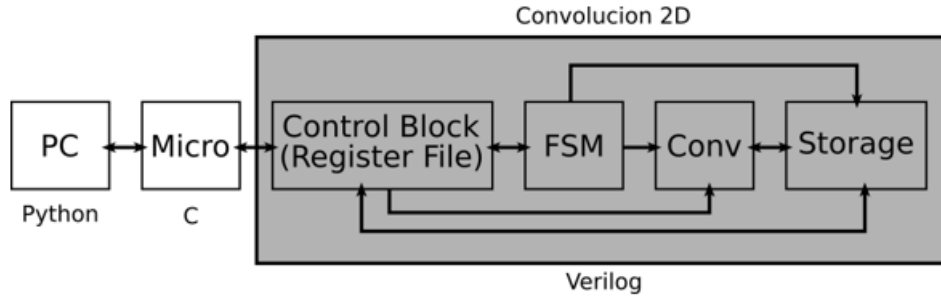 Convolucion 2D
PC
Micro
Control Block
(Register File)
FSM
Conv
Storage
Python
C
Verilog